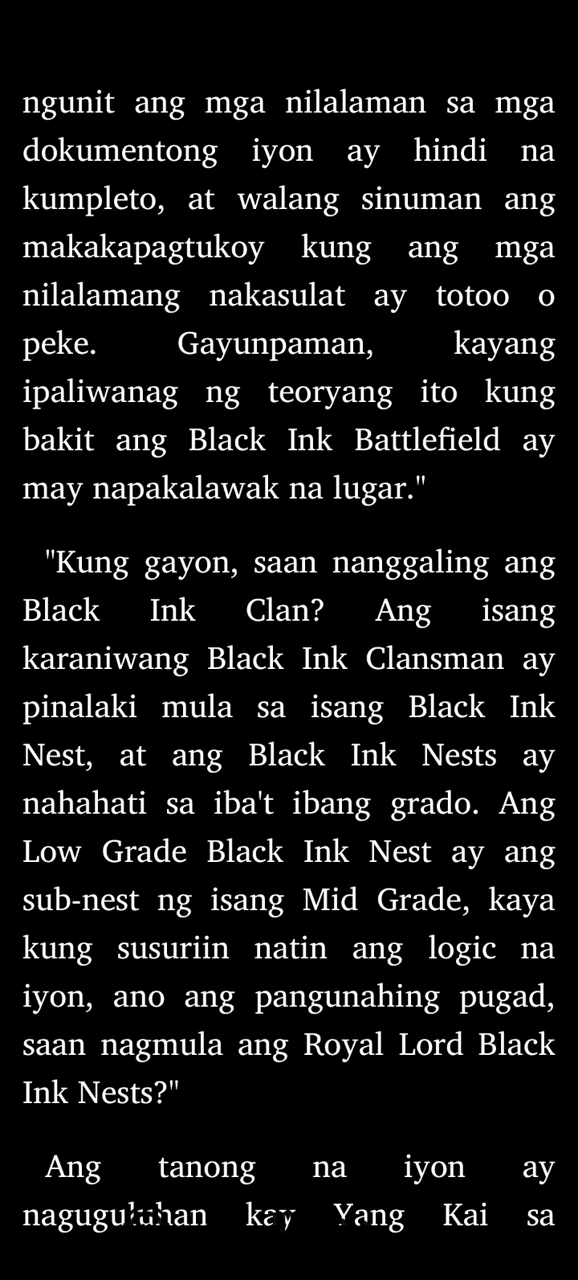 ngunit ang mga nilalaman sa mga
dokumentong iyon ay hindi na
kumpleto, at walang sinuman ang
makakapagtukoy kung ang mga
nilalamang nakasulat ay totoo o
peke. Gayunpaman, kayang
ipaliwanag ng teoryang ito kung
bakit ang Black Ink Battlefield ay
may napakalawak na lugar."
"Kung gayon, saan nanggaling ang
Black Ink Clan? Ang isang
karaniwang Black Ink Clansman ay
pinalaki mula sa isang Black Ink
Nest, at ang Black Ink Nests ay
nahahati sa iba't ibang grado. Ang
Low Grade Black Ink Nest ay ang
sub-nest ng isang Mid Grade, kaya
kung susuriin natin ang logic na
iyon, ano ang pangunahing pugad,
saan nagmula ang Royal Lord Black
Ink Nests?"
Ang tanong na iyon ay
naguguluhan kay Yang Kai sa